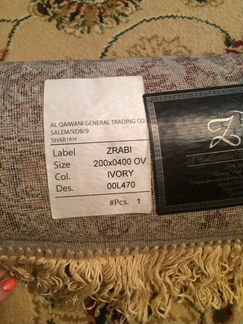 AL QAIWANI GENERAL TRADING CO.
SALEM/VDB/9
SHARJAH
Label ZRABI
Size 200x0400 OV
Col. IVORY
Des. 00L470
#Pcs. 1
Z